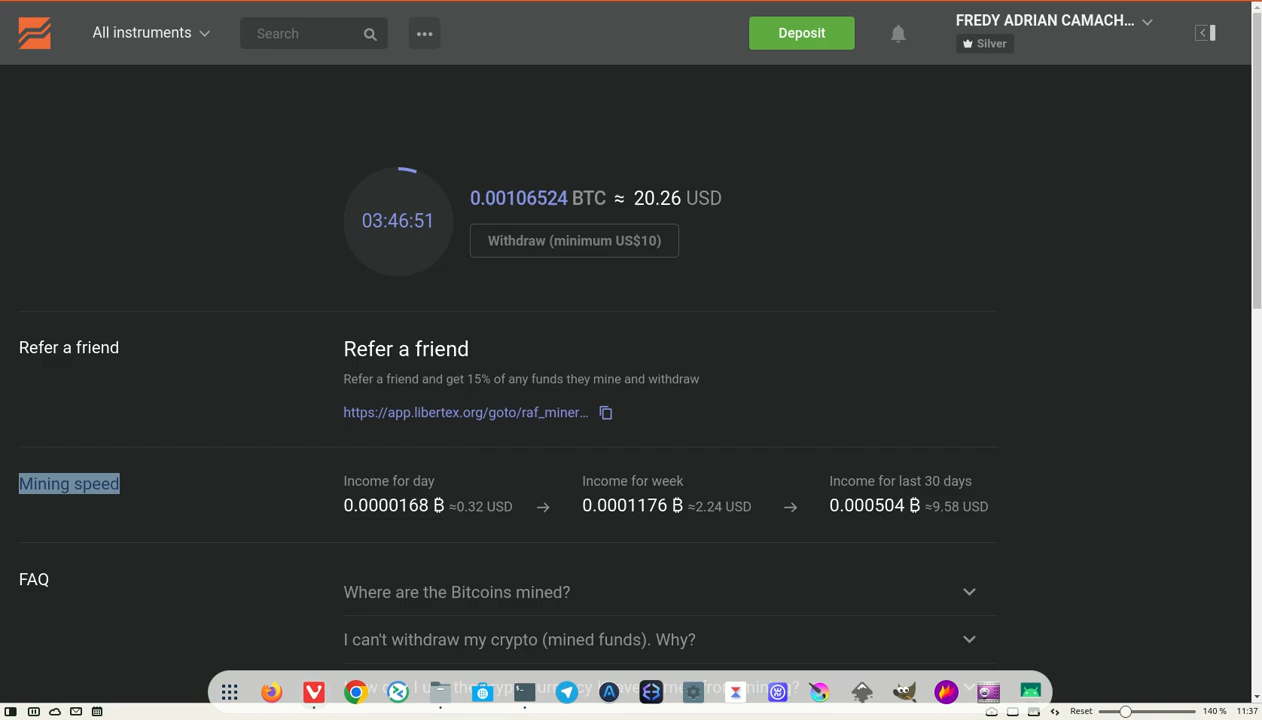 All instruments
Search
Deposit
FREDY ADRIAN CAMACH...
Silver
03:46:51
0.00106524 BTC ≈ 20.26 USD
Withdraw (minimum US$10)
Refer a friend
Refer a friend
Refer a friend and get 15% of any funds they mine and withdraw
https://app.libertex.org/goto/raf_miner...
Mining speed
Income for day
0.0000168 ₿ ≈0.32 USD
Income for week
0.0001176 ₿ ≈2.24 USD
Income for last 30 days
0.000504 ₿ ≈9.58 USD
FAQ
Where are the Bitcoins mined?
I can't withdraw my crypto (mined funds). Why?
Reset
140 %
11:37